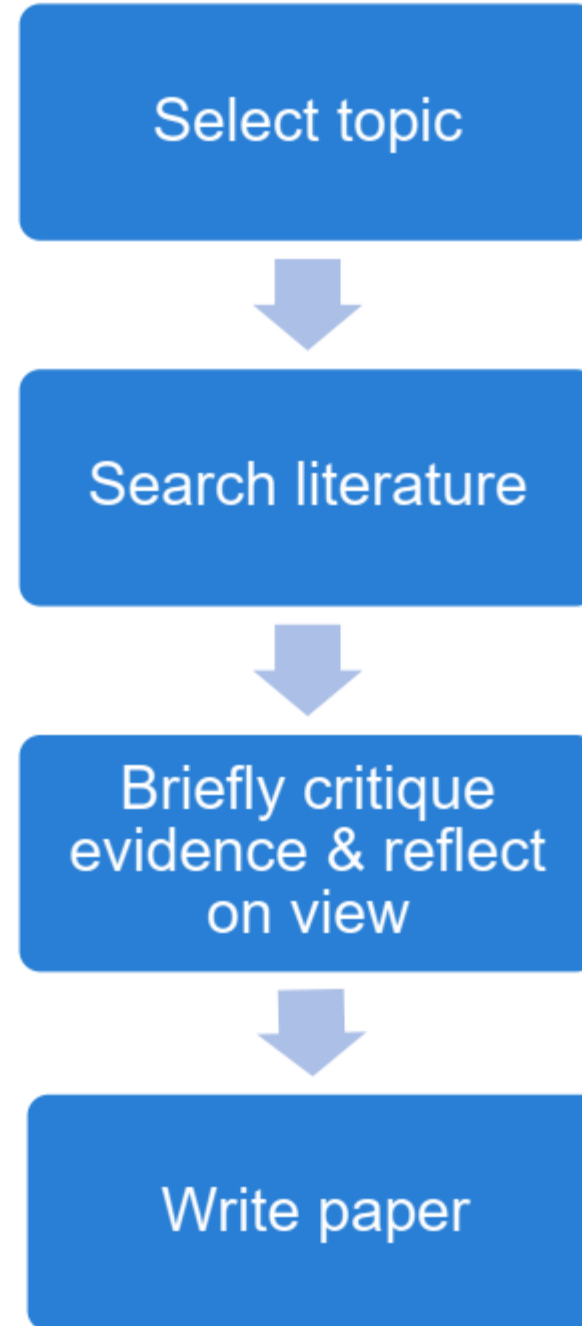 Select topic
Search literature
Briefly critique
evidence & reflect
on view
Write paper